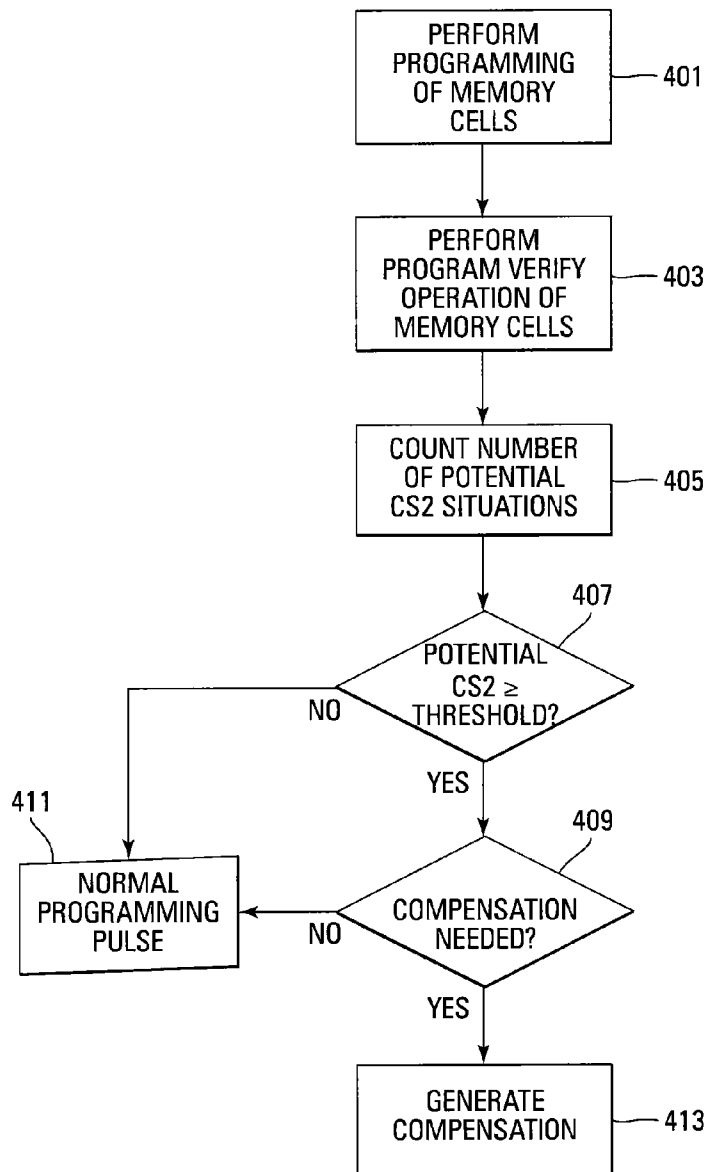 PERFORM
PROGRAMMING
OF MEMORY
CELLS
401
PERFORM
PROGRAM VERIFY
OPERATION OF
MEMORY CELLS
403
COUNT NUMBER
OF POTENTIAL
CS2 SITUATIONS
405
407
POTENTIAL
CS2 ≥
THRESHOLD?
NO
YES
411
409
NORMAL
PROGRAMMING
PULSE
COMPENSATION
NEEDED?
NO
YES
GENERATE
COMPENSATION
413